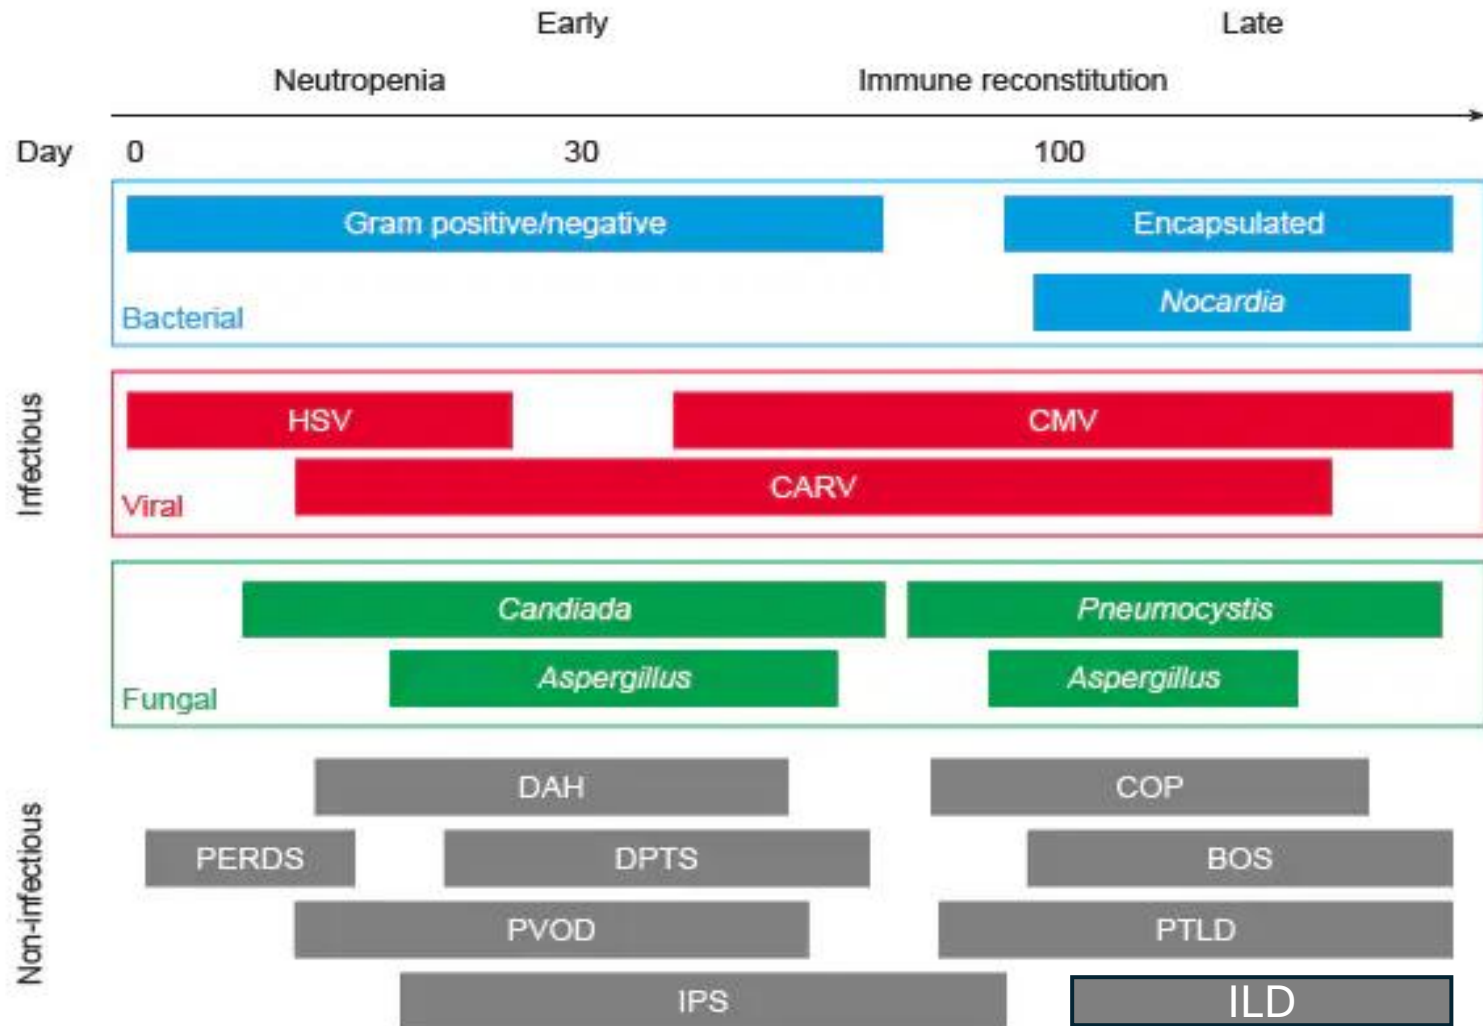 Early Late
Neutropenia Immune reconstitution
Day 0 30 100
Gram positive/negative Encapsulated
Nocardia
Bacterial
Infectious
HSV CMV
CARV
Viral
Candiada Pneumocystis
Aspergillus Aspergillus
Fungal
Non-infectious
DAH COP
PERDS DPTS BOS
PVOD PTLD
IPS ILD